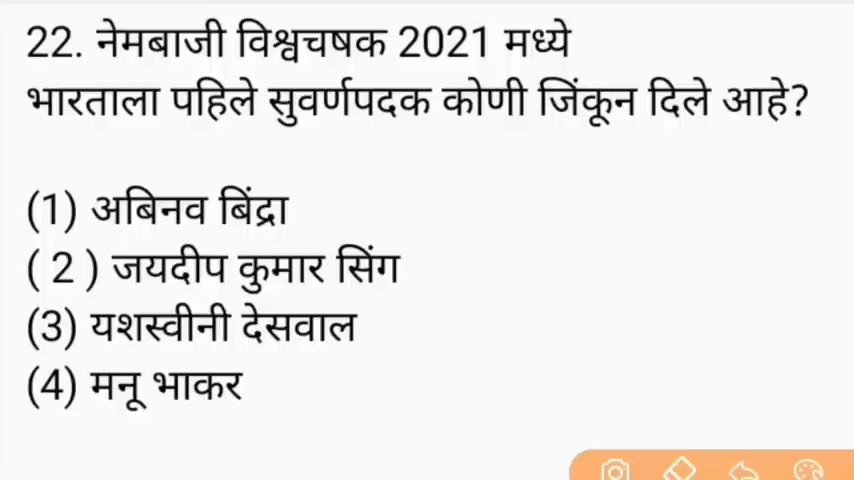 22. नेमबाजी विश्वचषक 2021 मध्ये
भारताला पहिले सुवर्णपदक कोणी जिंकून दिले आहे?
(1) अबिनव बिंद्रा
( 2 ) जयदीप कुमार सिंग
(3) यशस्वीनी देसवाल
(4) मनू भाकर